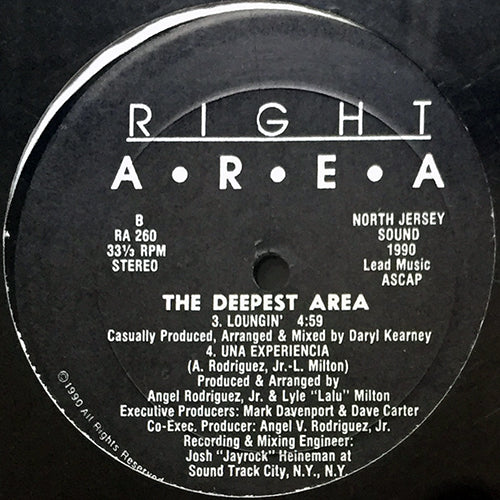 RIGHT
A•R•E•A
B
RA 260
33⅓ RPM
STEREO
NORTH JERSEY
SOUND
1990
Lead Music
ASCAP
THE DEEPEST AREA
3. LOUNGIN' 4:59
Casually Produced, Arranged & Mixed by Daryl Kearney
4. UNA EXPERIENCIA
(A. Rodriguez, Jr.-L. Milton)
Produced & Arranged by
Angel Rodriguez, Jr. & Lyle "Lalu" Milton
Executive Producers: Mark Davenport & Dave Carter
Co-Exec. Producer: Angel V. Rodriguez, Jr.
Recording & Mixing Engineer:
Josh "Jayrock" Heineman at
Sound Track City, N.Y., N.Y.
©1990 All Rights Reserved